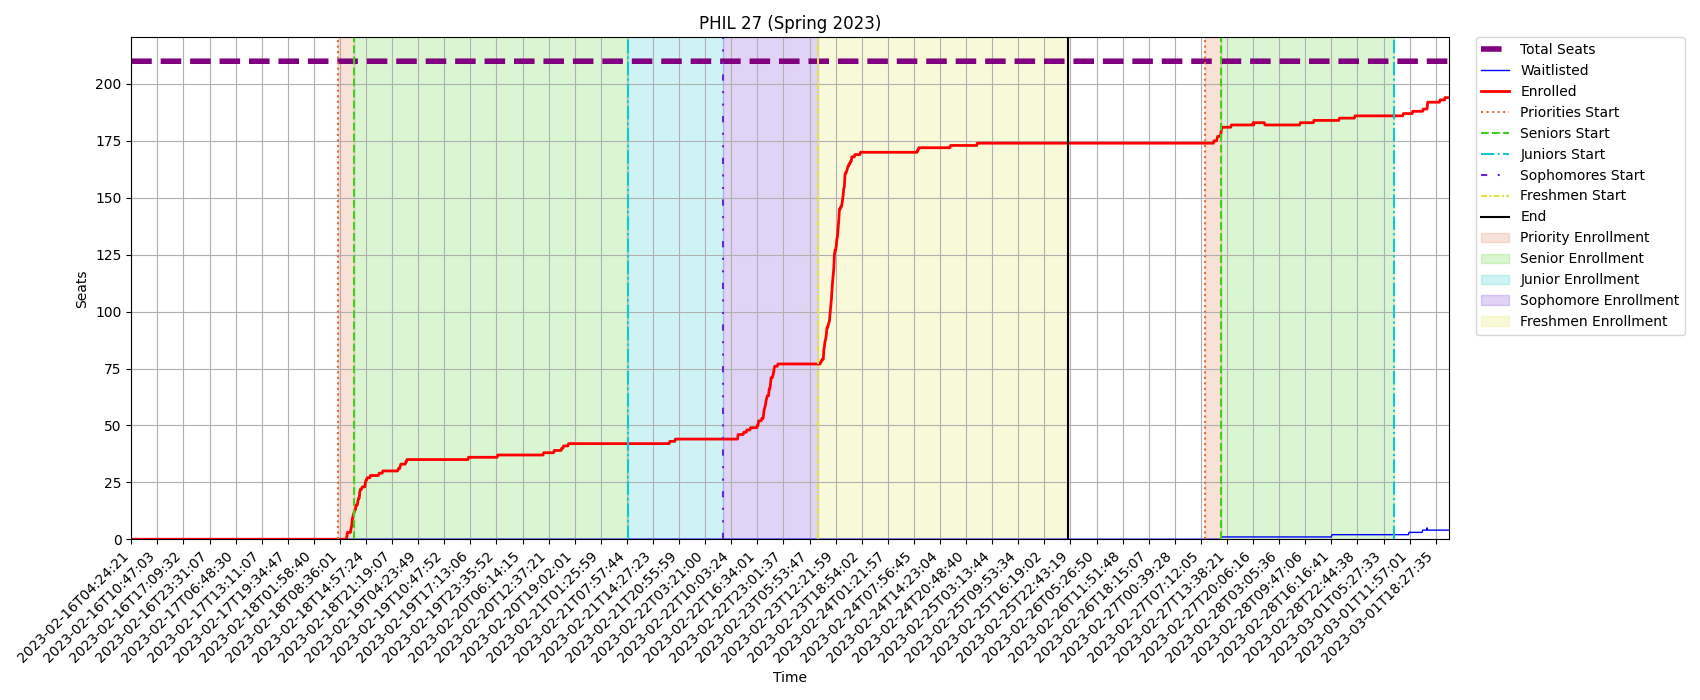 PHIL 27 (Spring 2023)
Seats
200
175
150
125
100
75
50
25
0
2023-02-16T04:24:21
2023-02-16T10:47:03
2023-02-16T17:09:32
2023-02-16T23:31:07
2023-02-17T06:48:30
2023-02-17T13:11:07
2023-02-17T19:34:47
2023-02-18T01:58:40
2023-02-18T08:36:01
2023-02-18T14:57:24
2023-02-18T21:19:07
2023-02-19T04:23:49
2023-02-19T10:47:52
2023-02-19T17:13:06
2023-02-19T23:35:52
2023-02-20T06:14:15
2023-02-20T12:37:21
2023-02-20T19:02:01
2023-02-21T01:25:59
2023-02-21T07:57:44
2023-02-21T14:27:23
2023-02-21T20:55:59
2023-02-22T03:21:00
2023-02-22T10:03:24
2023-02-22T16:34:01
2023-02-22T23:01:37
2023-02-23T05:53:47
2023-02-23T12:21:59
2023-02-23T18:54:02
2023-02-24T01:21:57
2023-02-24T07:56:45
2023-02-24T14:23:04
2023-02-24T20:48:40
2023-02-25T03:13:44
2023-02-25T09:53:34
2023-02-25T16:19:02
2023-02-25T22:43:19
2023-02-26T05:26:50
2023-02-26T11:51:48
2023-02-26T18:15:07
2023-02-27T00:39:28
2023-02-27T07:12:05
2023-02-27T13:38:21
2023-02-27T20:06:16
2023-02-28T03:05:36
2023-02-28T09:47:06
2023-02-28T16:16:41
2023-02-28T22:44:38
2023-03-01T05:27:33
2023-03-01T11:57:01
2023-03-01T18:27:35
Time
Total Seats
Waitlisted
Enrolled
Priorities Start
Seniors Start
Juniors Start
Sophomores Start
Freshmen Start
End
Priority Enrollment
Senior Enrollment
Junior Enrollment
Sophomore Enrollment
Freshmen Enrollment